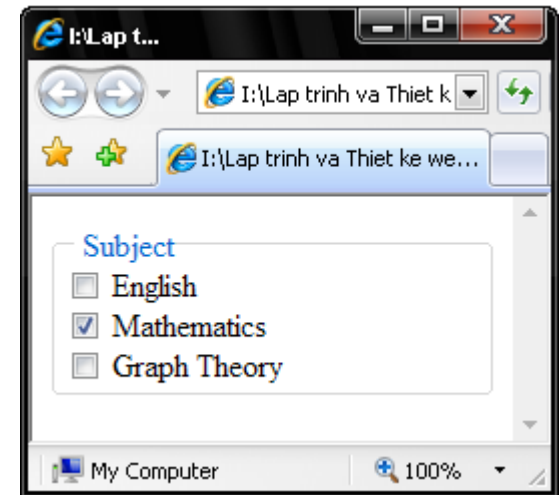 I:\Lap t...
I:\Lap trinh va Thiet k
I:\Lap trinh va Thiet ke we...
Subject
English
Mathematics
Graph Theory
My Computer
100%